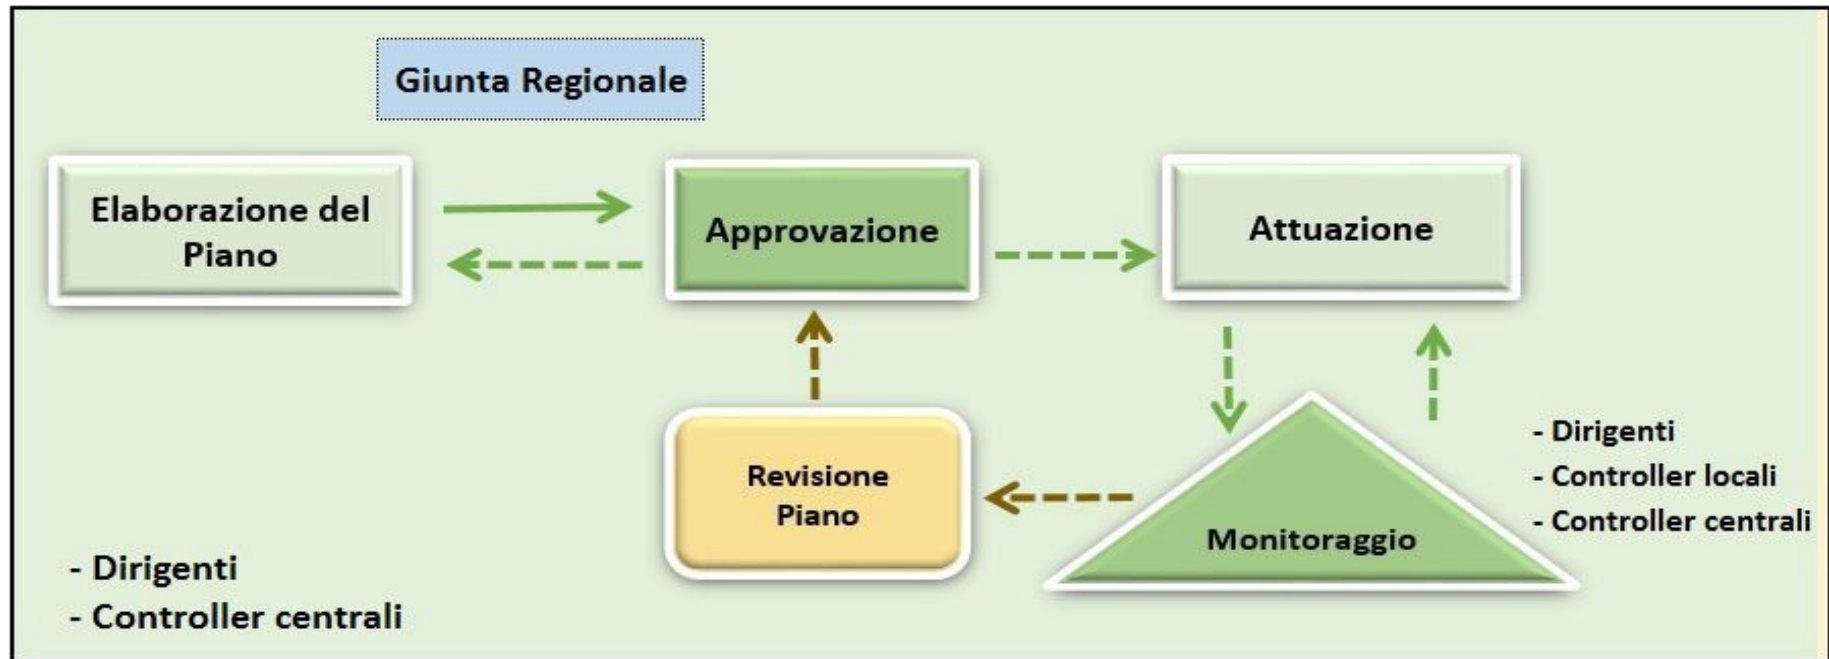 Giunta Regionale
Elaborazione del
Piano
Approvazione
Attuazione
Revisione
Piano
Monitoraggio
- Dirigenti
- Controller locali
- Controller centrali
- Dirigenti
- Controller centrali